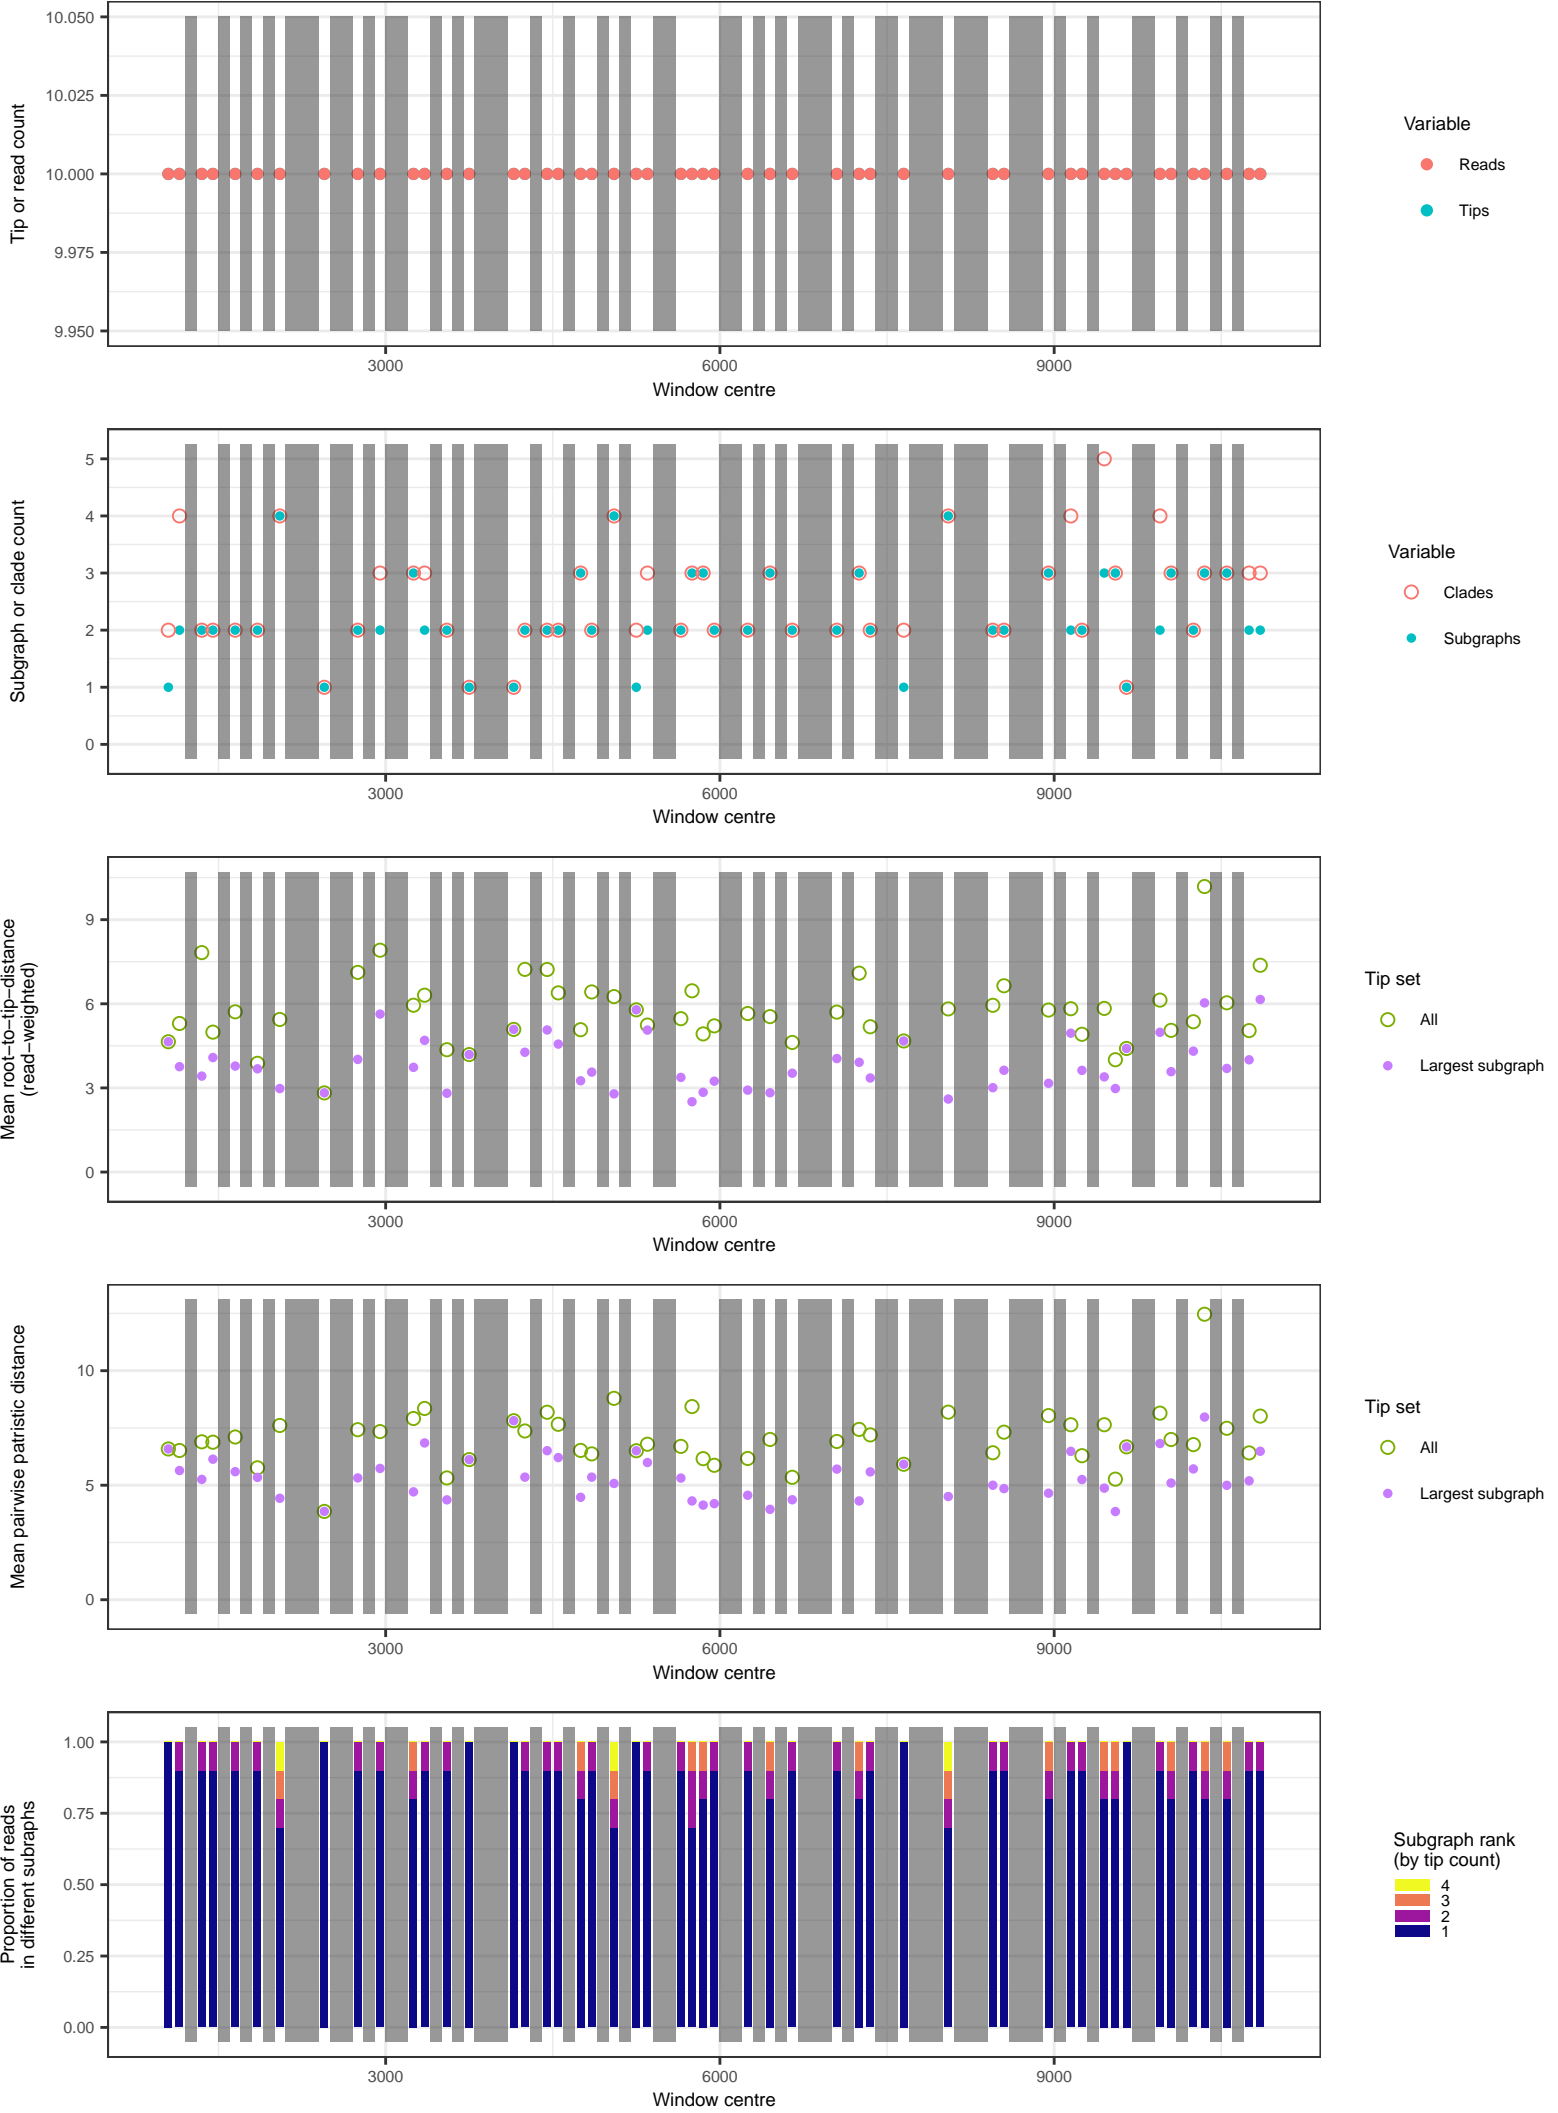 10.050
10.025
10.000
9.975
9.950
Tip or read count
3000 6000 9000
Window centre
Variable
Reads
Tips
5
4
3
2
1
0
Subgraph or clade count
3000 6000 9000
Window centre
Variable
Clades
Subgraphs
9
6
3
0
Mean root−to−tip−distance
(read−weighted)
3000 6000 9000
Window centre
Tip set
All
Largest subgraph
10
5
0
Mean pairwise patristic distance
3000 6000 9000
Window centre
Tip set
All
Largest subgraph
1.00
0.75
0.50
0.25
0.00
Proportion of reads
in different subraphs
3000 6000 9000
Window centre
Subgraph rank
(by tip count)
4
3
2
1